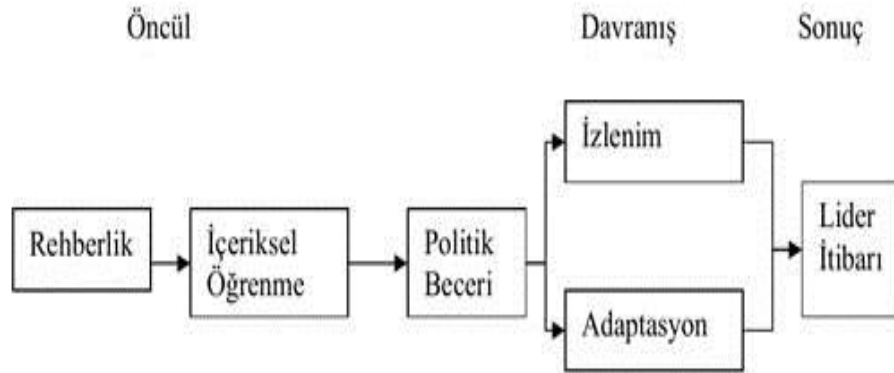 Öncül
Davranış
Sonuç
Rehberlik
İçeriksel
Öğrenme
Politik
Beceri
İzlenim
Adaptasyon
Lider
İtibarı